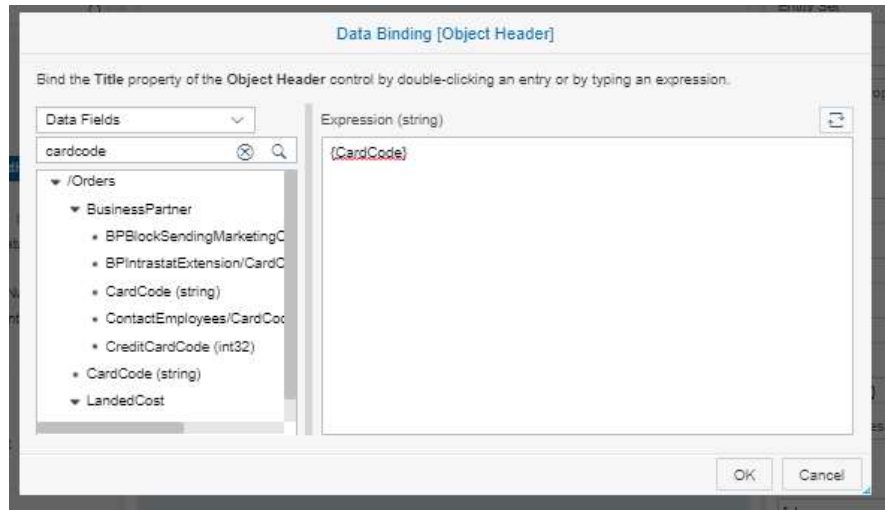 Entity Set
Data Binding [Object Header]
Bind the Title property of the Object Header control by double-clicking an entry or by typing an expression.
Data Fields
Expression (string)
cardcode
{CardCode}
/Orders
BusinessPartner
BPBlockSendingMarketingC
BPIntrastatExtension/CardC
CardCode (string)
ContactEmployees/CardCod
CreditCardCode (int32)
CardCode (string)
LandedCost
OK
Cancel